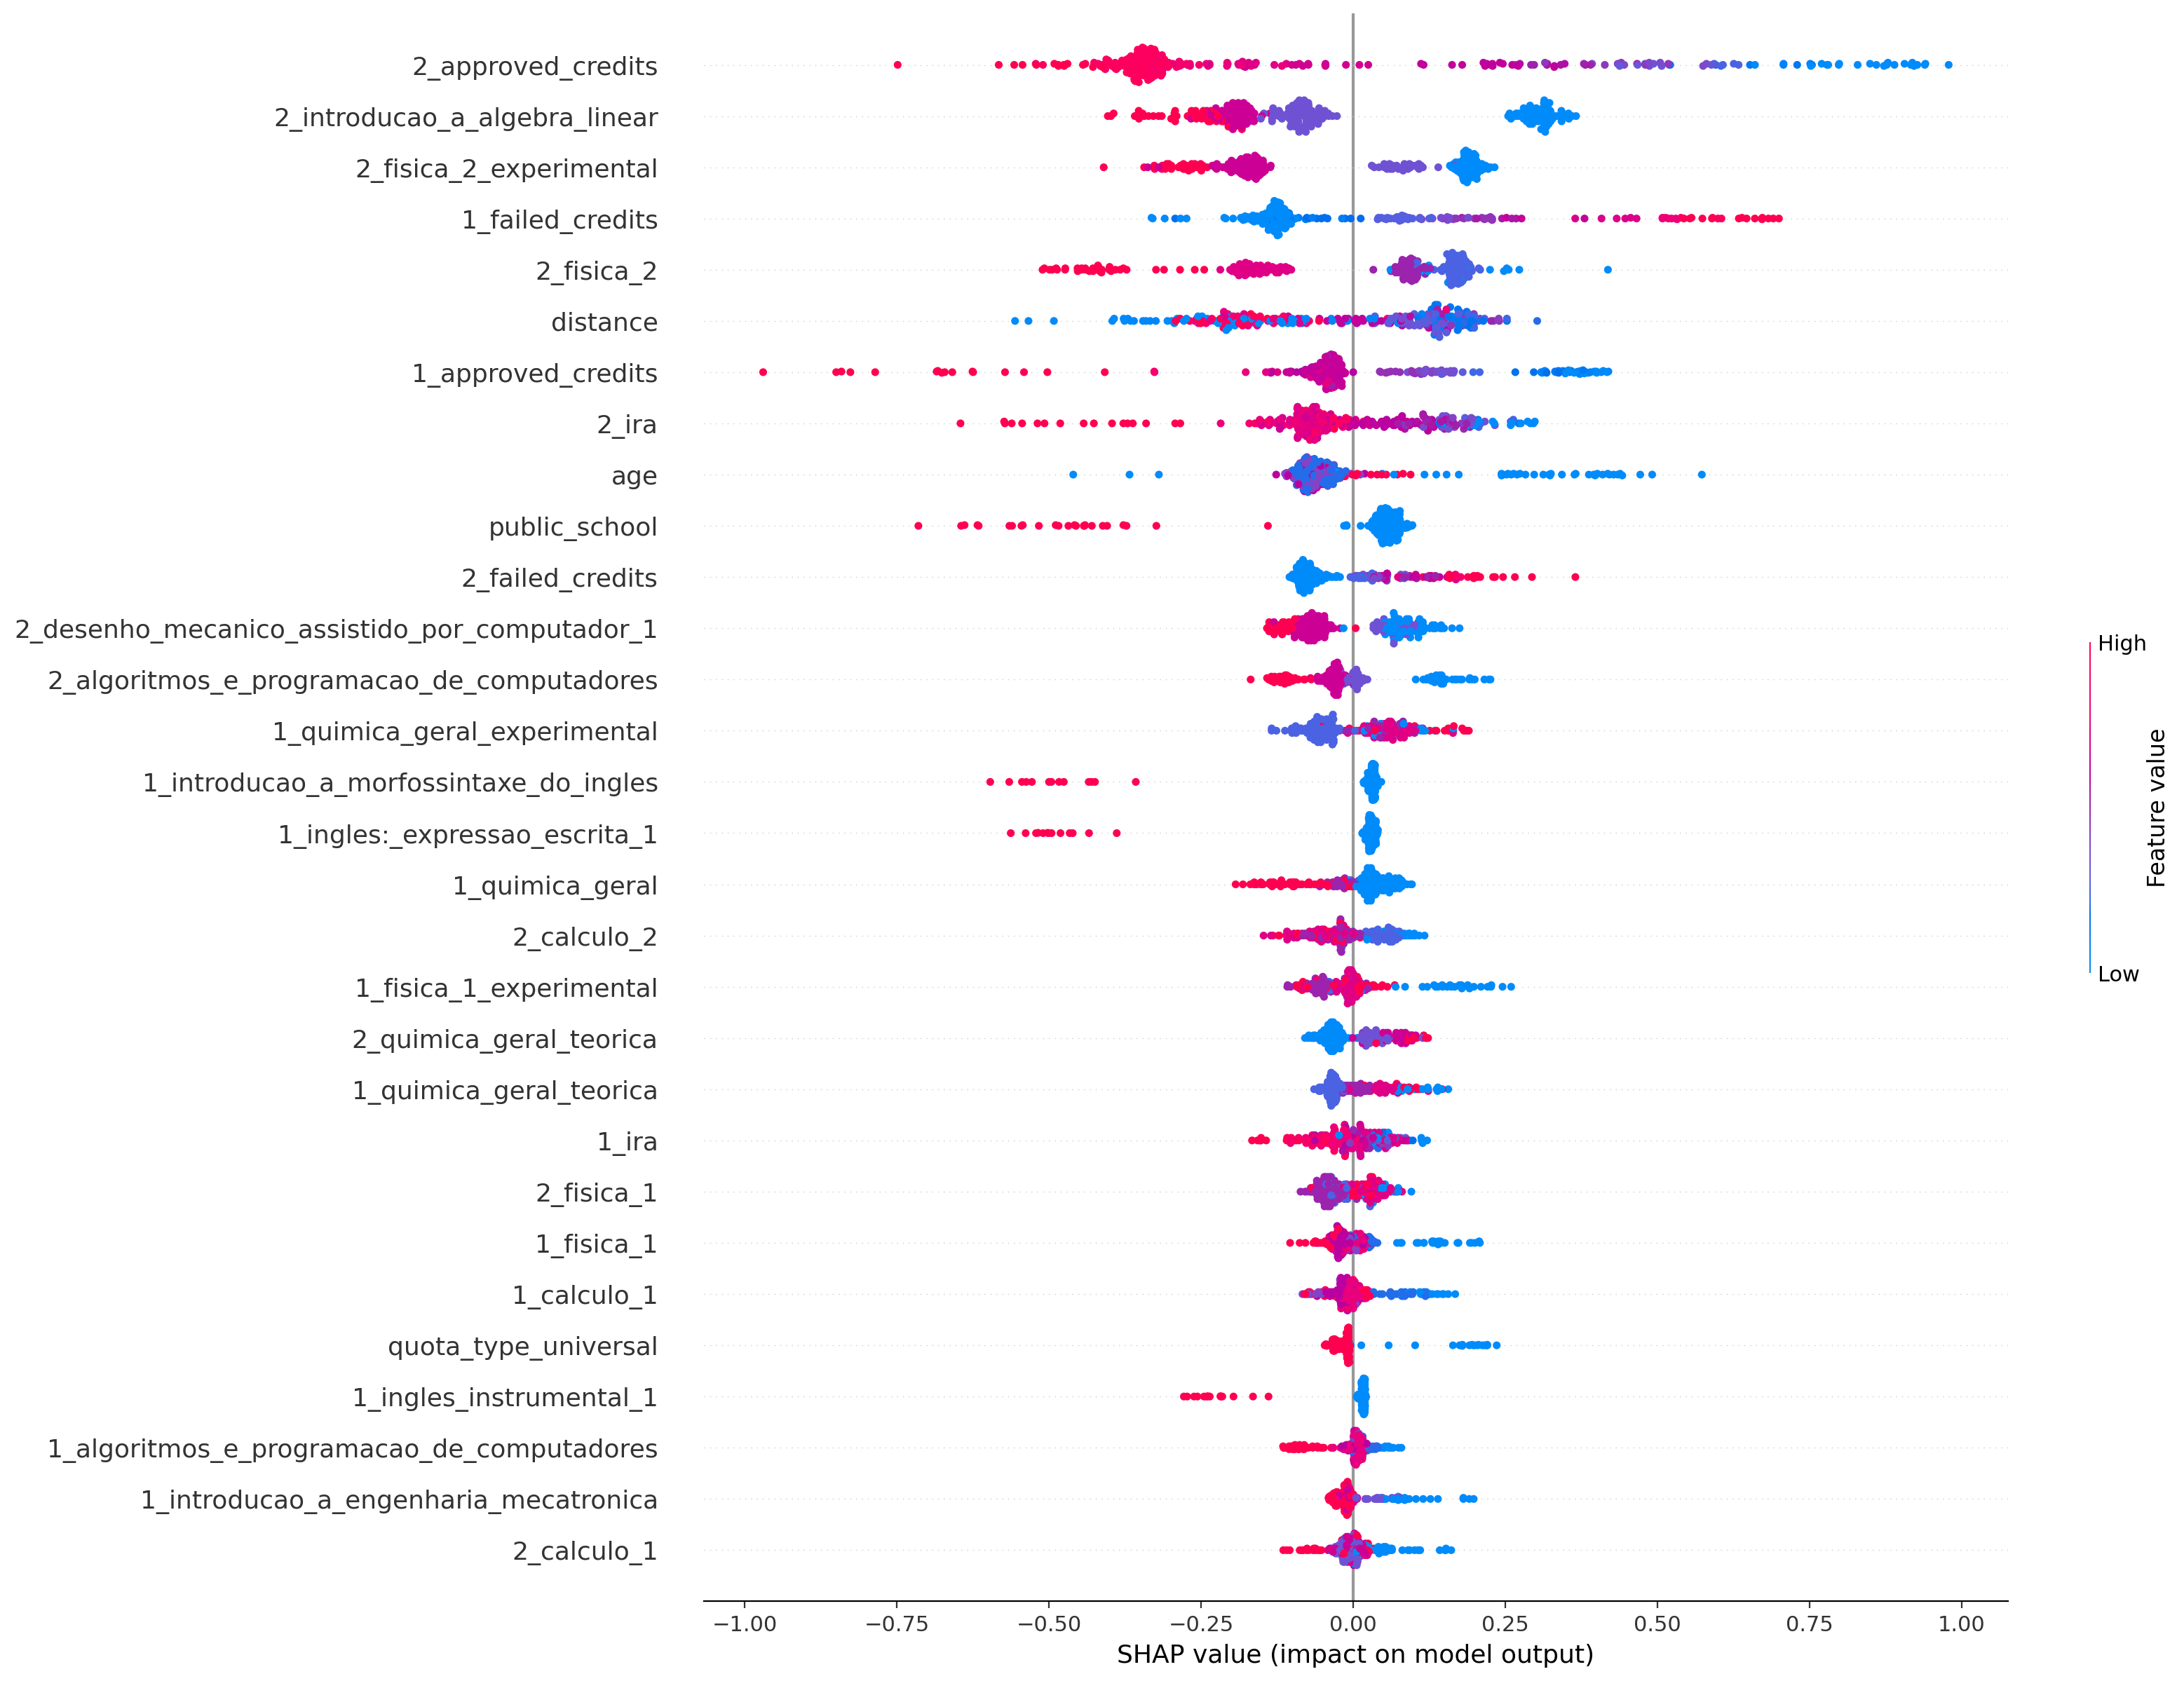 2_approved_credits
2_introducao_a_algebra_linear
2_fisica_2_experimental
1_failed_credits
2_fisica_2
distance
1_approved_credits
2_ira
age
public_school
2_failed_credits
2_desenho_mecanico_assistido_por_computador_1
2_algoritmos_e_programacao_de_computadores
1_quimica_geral_experimental
1_introducao_a_morfossintaxe_do_ingles
1_ingles:_expressao_escrita_1
1_quimica_geral
2_calculo_2
1_fisica_1_experimental
2_quimica_geral_teorica
1_quimica_geral_teorica
1_ira
2_fisica_1
1_fisica_1
1_calculo_1
quota_type_universal
1_ingles_instrumental_1
1_algoritmos_e_programacao_de_computadores
1_introducao_a_engenharia_mecatronica
2_calculo_1
−1.00 −0.75 −0.50 −0.25 0.00 0.25 0.50 0.75 1.00
SHAP value (impact on model output)
High
Low
Feature value